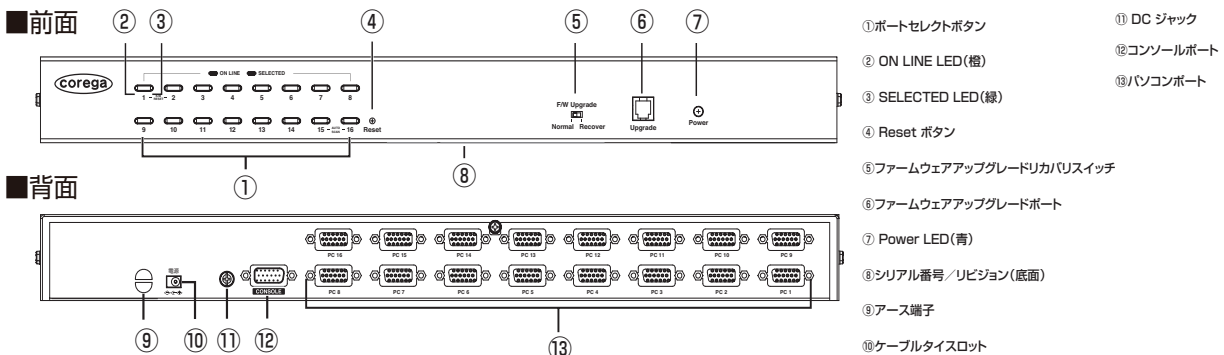 ■前面
② ③ ④ ⑤ ⑥ ⑦
corega
ON LINE SELECTED
1 2 3 4 5 6 7 8
9 10 11 12 13 14 15 16
Reset
F/W Upgrade
Normal Recover
Upgrade
Power
① ⑧
■背面
PC 16 PC 15 PC 14 PC 13 PC 12 PC 11 PC 10 PC 9
電源
CONSOLE
PC 8 PC 7 PC 6 PC 5 PC 4 PC 3 PC 2 PC 1
⑨ ⑩ ⑪ ⑫ ⑬
①ポートセレクトボタン
② ON LINE LED(橙)
③ SELECTED LED(緑)
④ Reset ボタン
⑤ファームウェアアップグレードリカバリスイッチ
⑥ファームウェアアップグレードポート
⑦ Power LED(青)
⑧シリアル番号/リビジョン(底面)
⑨アース端子
⑩ケーブルタイスロット
⑪ DC ジャック
⑫コンソールポート
⑬パソコンポート